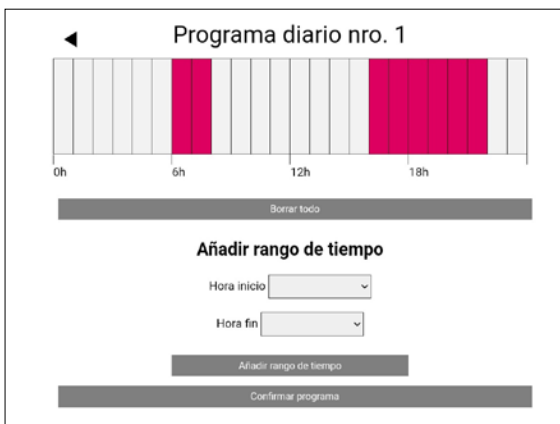 Programa diario nro. 1
0h 6h 12h 18h
Borrar todo
Añadir rango de tiempo
Hora inicio
Hora fin
Añadir rango de tiempo
Confirmar programa